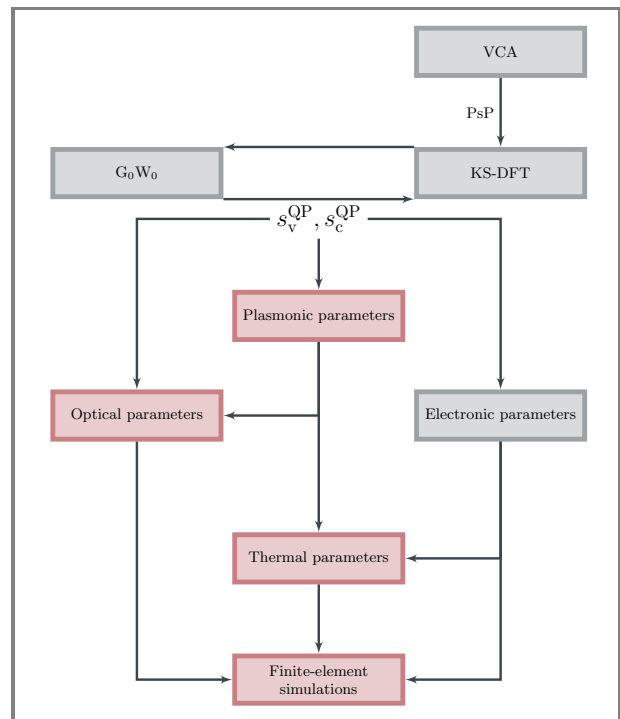 VCA
PsP
G₀W₀
KS-DFT
s_v^QP, s_c^QP
Plasmonic parameters
Optical parameters
Electronic parameters
Thermal parameters
Finite-element
simulations